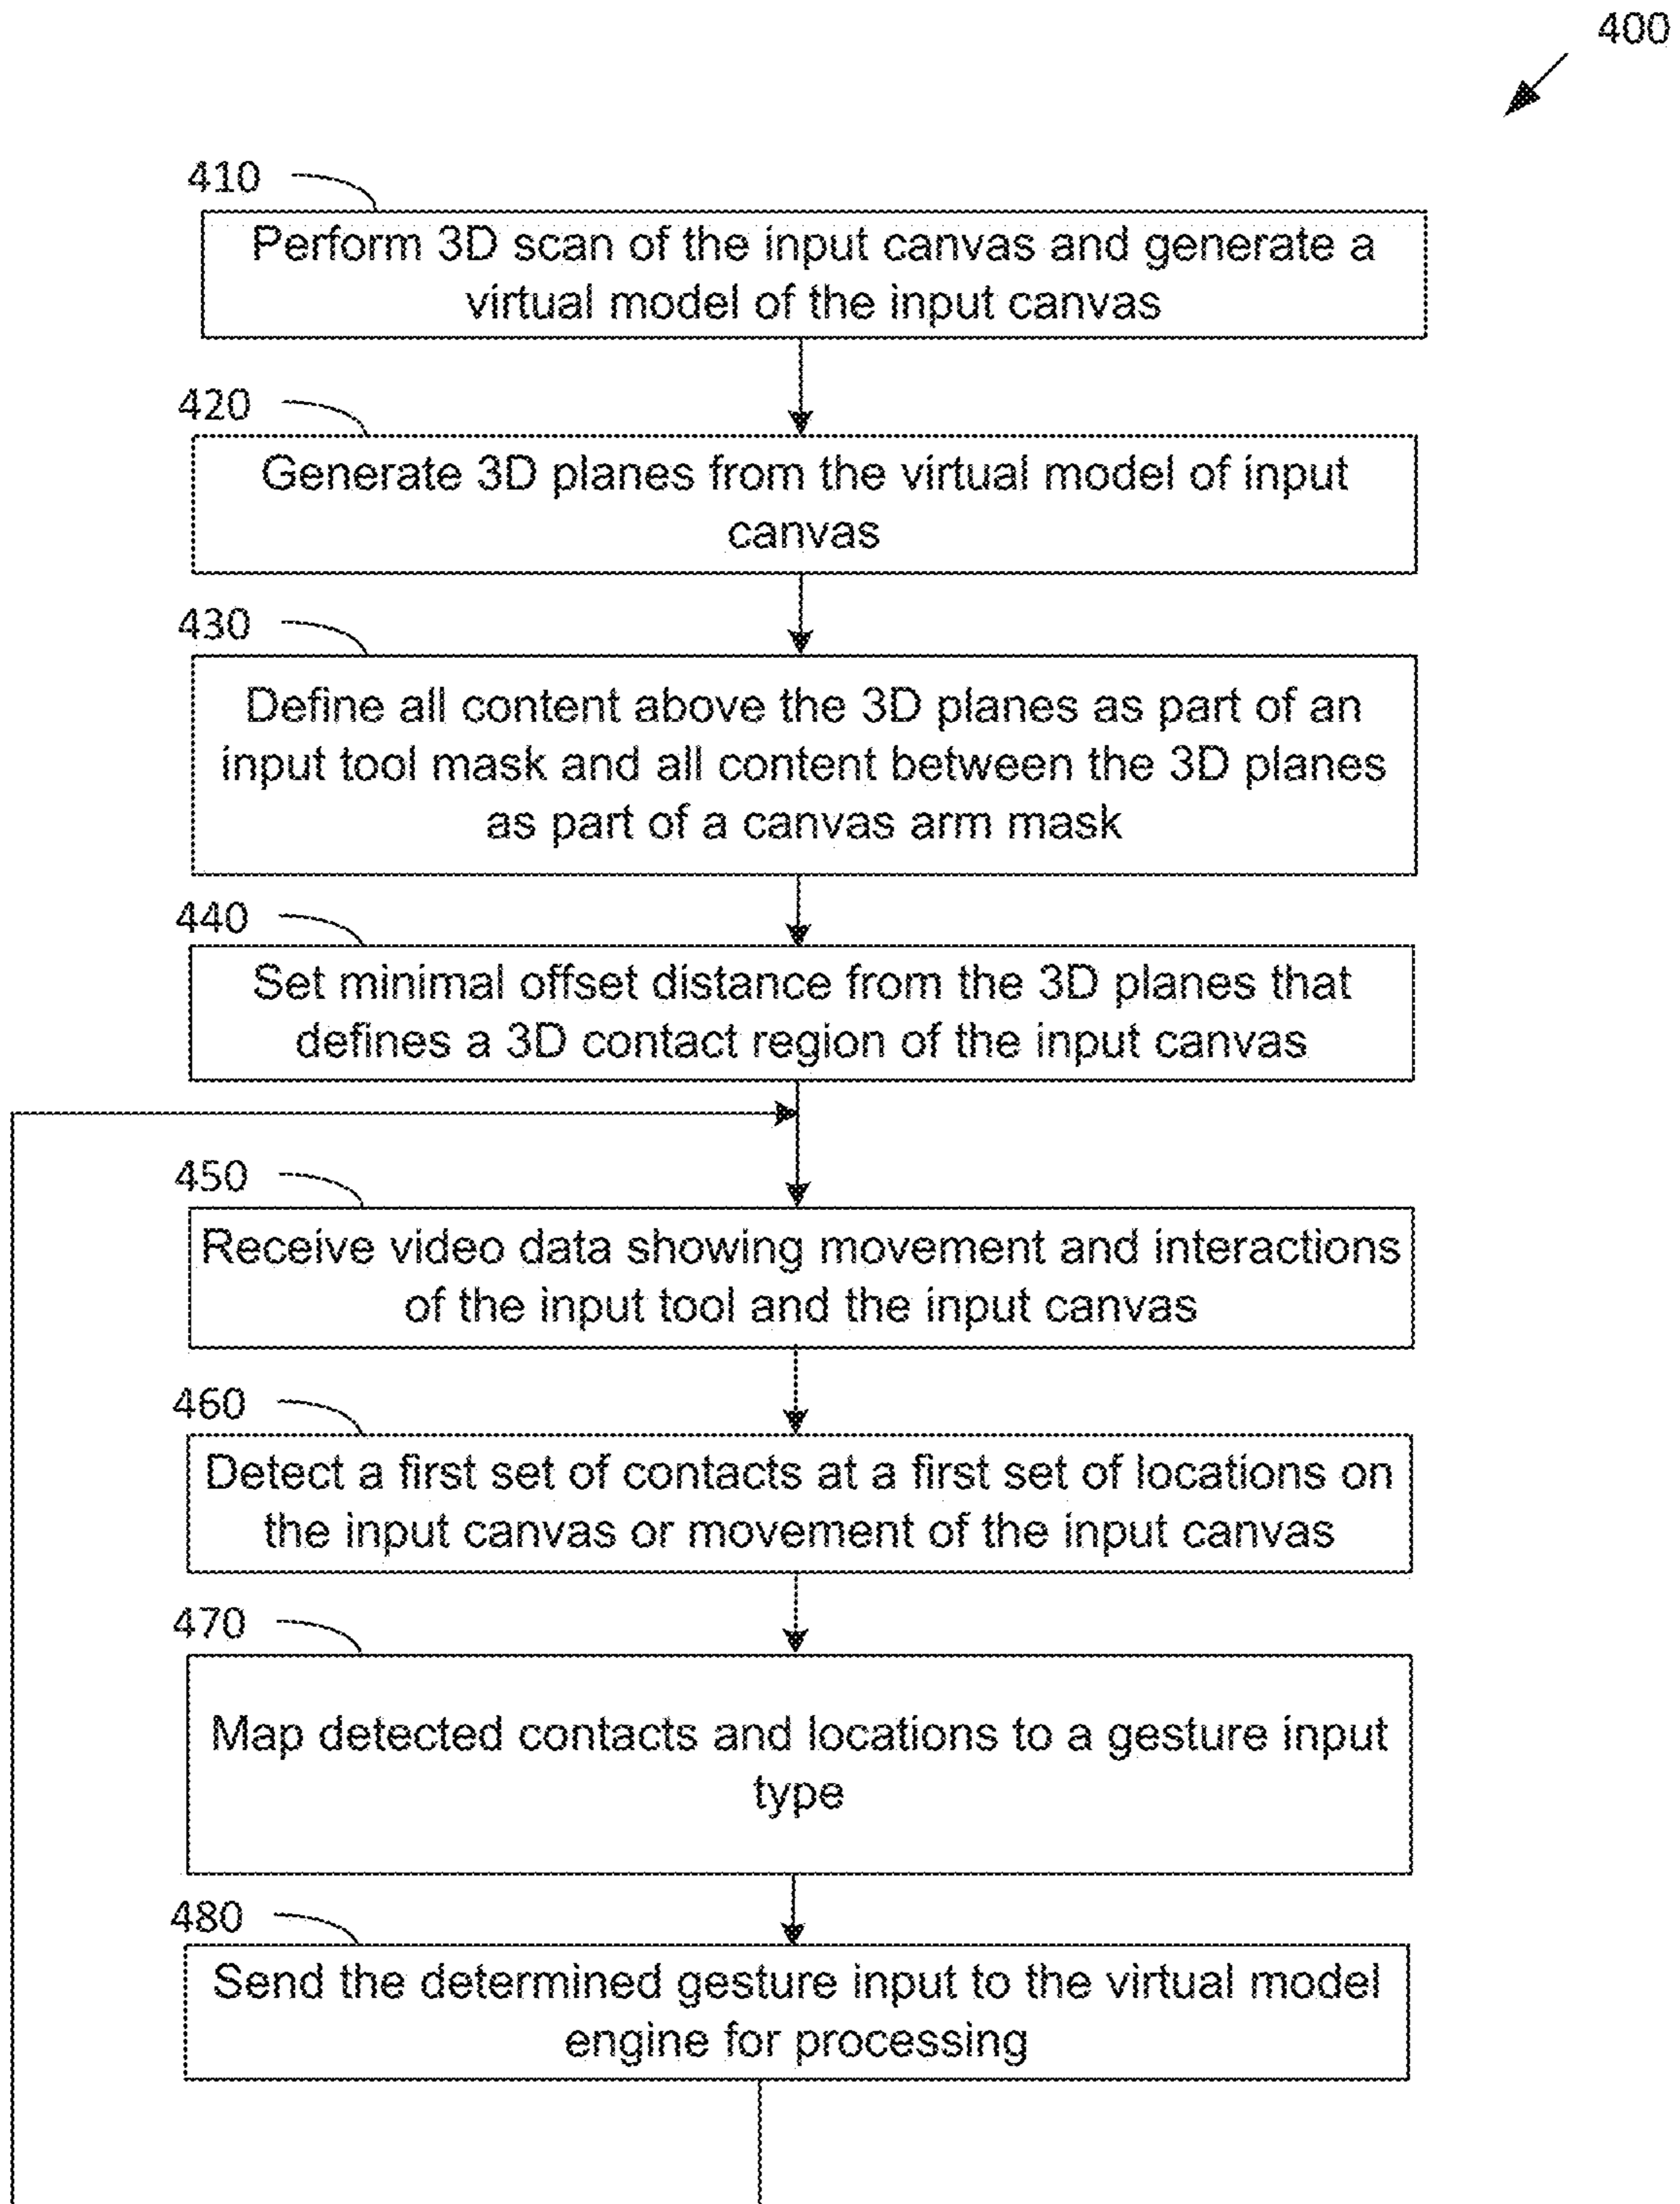 400
410
Perform 3D scan of the input canvas and generate a
virtual model of the input canvas
420
Generate 3D planes from the virtual model of input
canvas
430
Define all content above the 3D planes as part of an
input tool mask and all content between the 3D planes
as part of a canvas arm mask
440
Set minimal offset distance from the 3D planes that
defines a 3D contact region of the input canvas
450
Receive video data showing movement and interactions
of the input tool and the input canvas
460
Detect a first set of contacts at a first set of locations on
the input canvas or movement of the input canvas
470
Map detected contacts and locations to a gesture input
type
480
Send the determined gesture input to the virtual model
engine for processing